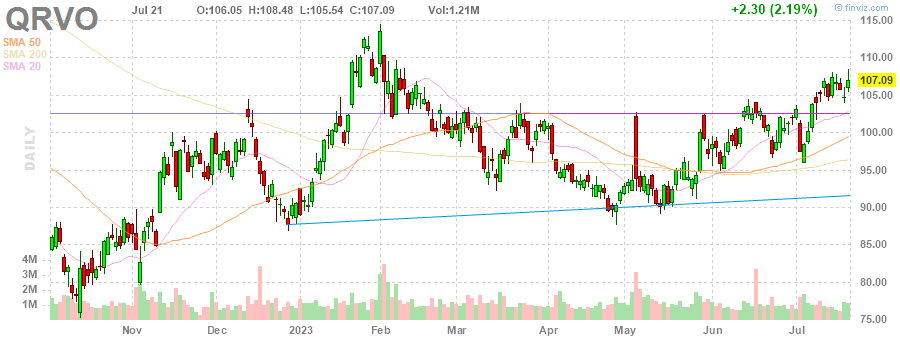 QRVO
Jul 21 O:106.05 H:108.48 L:105.54 C:107.09 Vol:1.21M +2.30 (2.19%)
© finviz.com
SMA 50
SMA 200
SMA 20
DAILY
115.00
110.00
107.09
105.00
100.00
95.00
90.00
85.00
80.00
75.00
4M
3M
2M
1M
Nov Dec 2023 Feb Mar Apr May Jun Jul